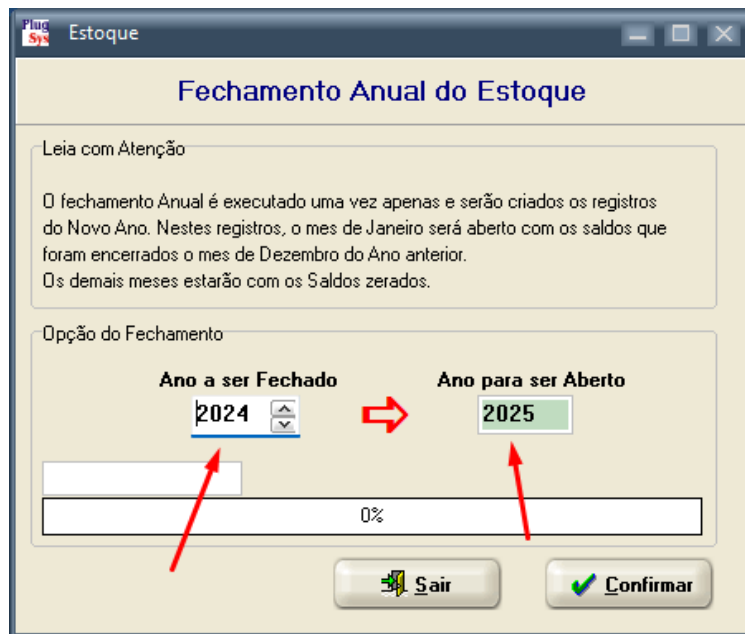 Plug
Sys
Estoque
Fechamento Anual do Estoque
Leia com Atenção
O fechamento Anual é executado uma vez apenas e serão criados os registros
do Novo Ano. Nestes registros, o mes de Janeiro será aberto com os saldos que
foram encerrados o mes de Dezembro do Ano anterior.
Os demais meses estarão com os Saldos zerados.
Opção do Fechamento
Ano a ser Fechado
Ano para ser Aberto
2024
2025
0%
Sair
Confirmar